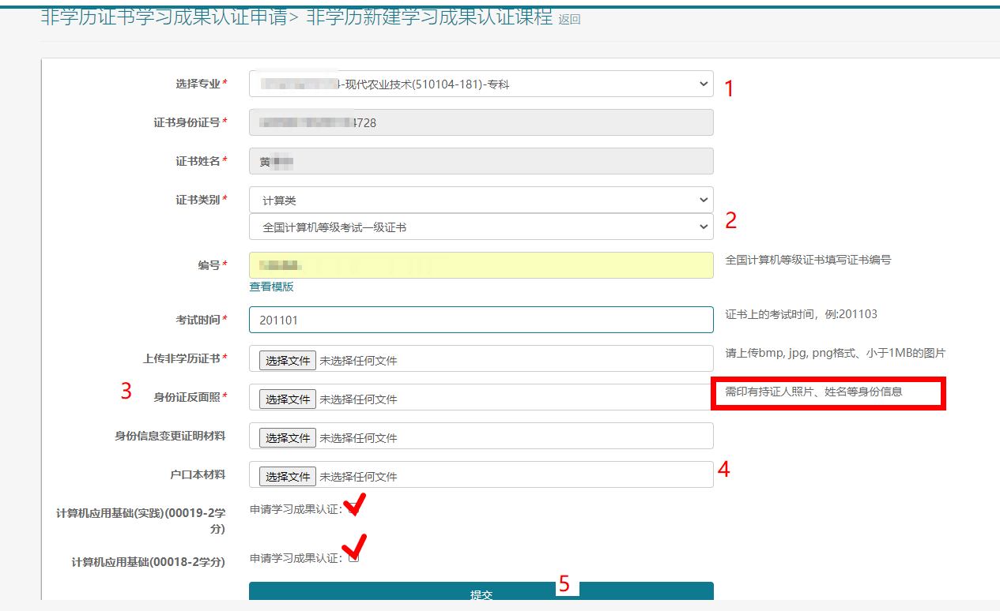 非学历证书学习成果认证申请> 非学历新建学习成果认证课程 返回
选择专业* 4-现代农业技术(510104-181)-专科 1
证书身份证号* 4728
证书姓名* 黄
证书类别* 计算类
全国计算机等级考试一级证书 2
编号* 全国计算机等级证书填写证书编号
查看模版
考试时间* 201101 证书上的考试时间，例:201103
上传非学历证书* 选择文件 未选择任何文件 请上传bmp, jpg, png格式、小于1MB的图片
3 身份证反面照* 选择文件 未选择任何文件 需印有持证人照片、姓名等身份信息
身份信息变更证明材料 选择文件 未选择任何文件
户口本材料 选择文件 未选择任何文件 4
计算机应用基础(实践)(00019-2学 申请学习成果认证：
分)
计算机应用基础(00018-2学分) 申请学习成果认证：
提交 5